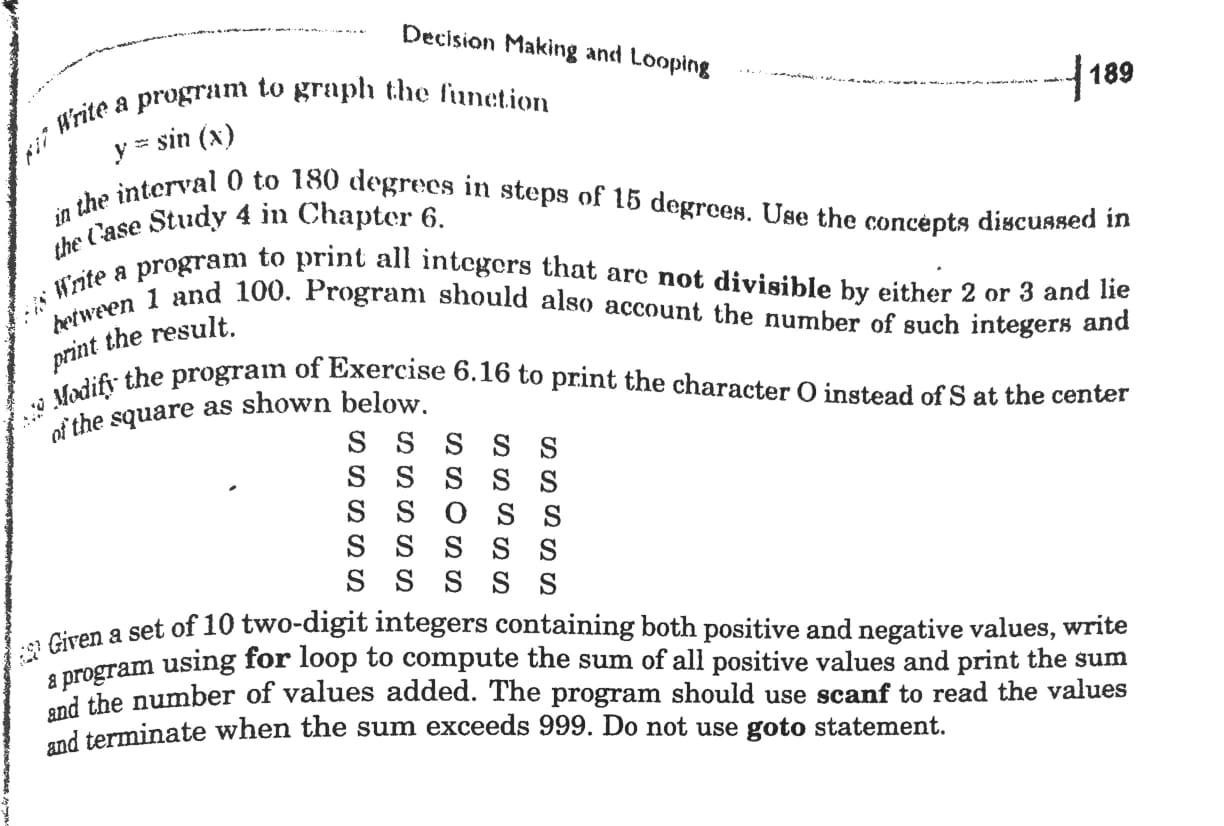 Decision Making and Looping
189
Write a program to graph the function
y = sin (x)
in the interval 0 to 180 degrees in steps of 15 degrees. Use the concepts discussed in
the Case Study 4 in Chapter 6.
Write a program to print all integers that are not divisible by either 2 or 3 and lie
between 1 and 100. Program should also account the number of such integers and
print the result.
Modify the program of Exercise 6.16 to print the character O instead of S at the center
of the square as shown below.
S S S S S
S S S S S
S S O S S
S S S S S
S S S S S
Given a set of 10 two-digit integers containing both positive and negative values, write
a program using for loop to compute the sum of all positive values and print the sum
and the number of values added. The program should use scanf to read the values
and terminate when the sum exceeds 999. Do not use goto statement.